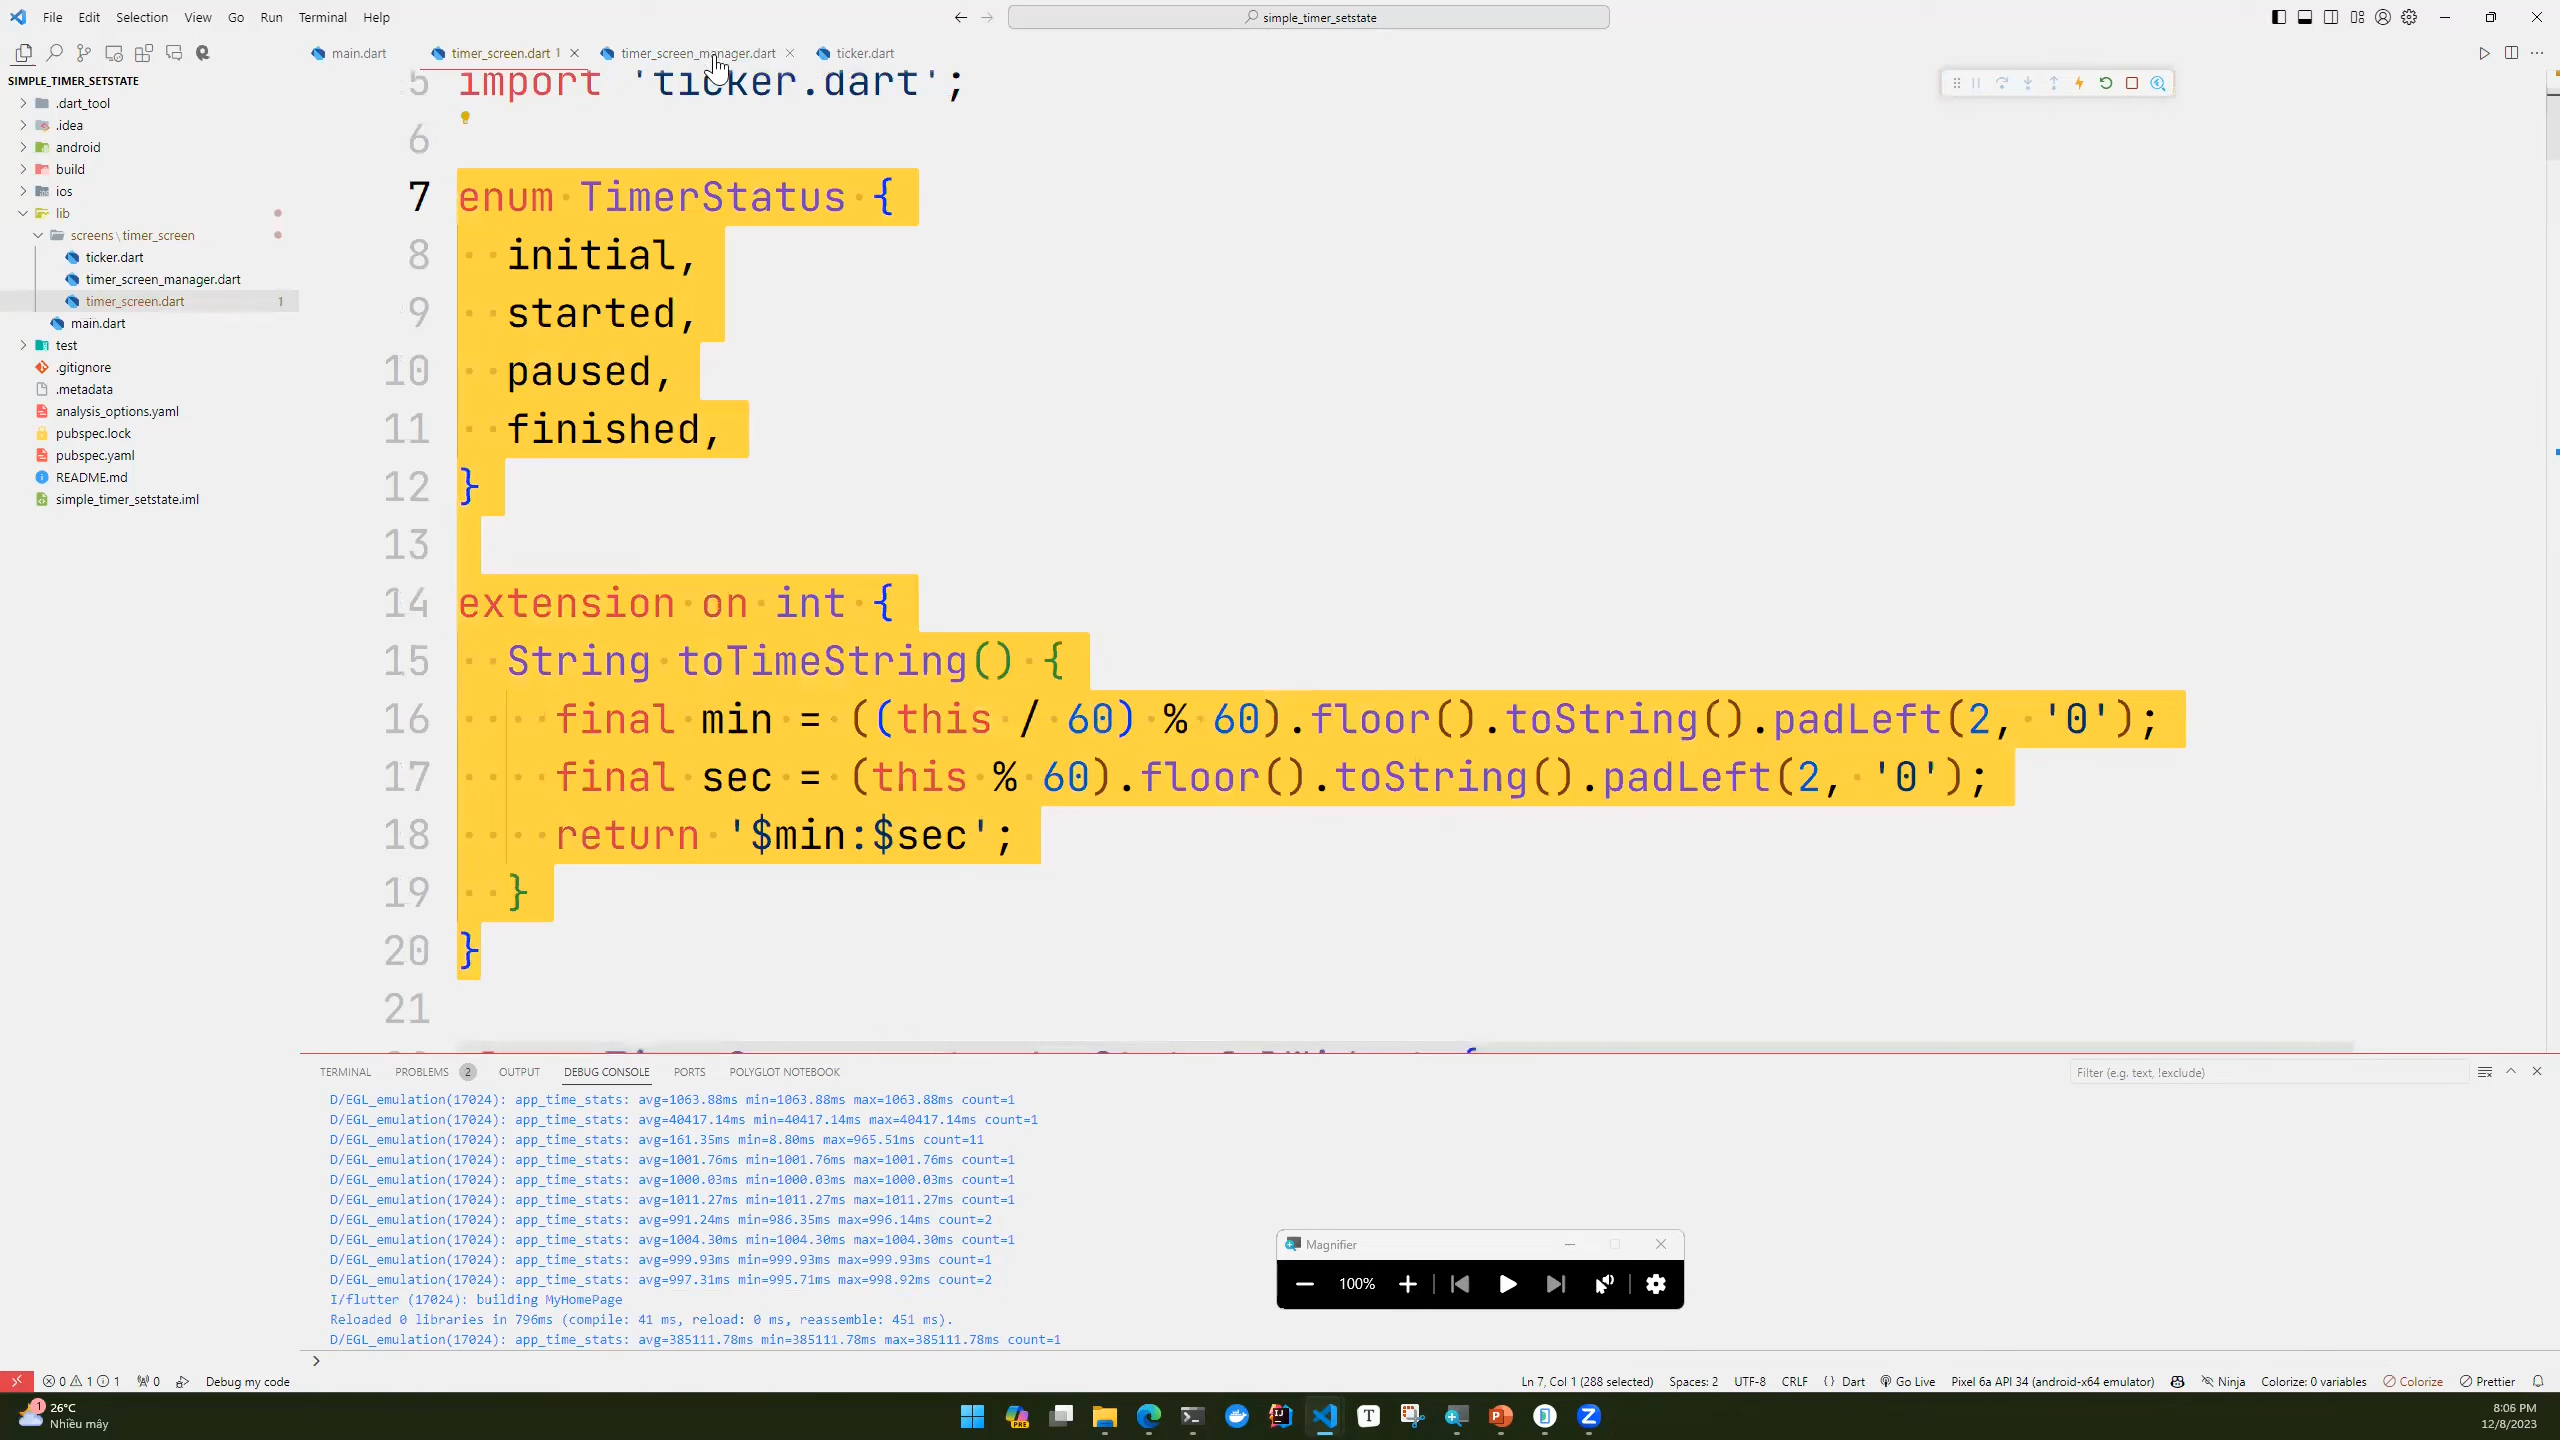 File Edit Selection View Go Run Terminal Help
simple_timer_setstate
main.dart
timer_screen.dart 1
timer_screen_manager.dart
ticker.dart
SIMPLE_TIMER_SETSTATE
.dart_tool
.idea
android
build
ios
lib
screens\timer_screen
ticker.dart
timer_screen_manager.dart
timer_screen.dart 1
main.dart
test
.gitignore
.metadata
analysis_options.yaml
pubspec.lock
pubspec.yaml
README.md
simple_timer_setstate.iml
5 import 'ticker.dart';
6
7 enum TimerStatus {
8 initial,
9 started,
10 paused,
11 finished,
12 }
13
14 extension on int {
15 String toTimeString() {
16 final min = ((this / 60) % 60).floor().toString().padLeft(2, '0');
17 final sec = (this % 60).floor().toString().padLeft(2, '0');
18 return '$min:$sec';
19 }
20 }
21
TERMINAL PROBLEMS 2 OUTPUT DEBUG CONSOLE PORTS POLYGLOT NOTEBOOK
Filter (e.g. text, !exclude)
D/EGL_emulation(17024): app_time_stats: avg=1063.88ms min=1063.88ms max=1063.88ms count=1
D/EGL_emulation(17024): app_time_stats: avg=40417.14ms min=40417.14ms max=40417.14ms count=1
D/EGL_emulation(17024): app_time_stats: avg=161.35ms min=8.80ms max=965.51ms count=11
D/EGL_emulation(17024): app_time_stats: avg=1001.76ms min=1001.76ms max=1001.76ms count=1
D/EGL_emulation(17024): app_time_stats: avg=1000.03ms min=1000.03ms max=1000.03ms count=1
D/EGL_emulation(17024): app_time_stats: avg=1011.27ms min=1011.27ms max=1011.27ms count=1
D/EGL_emulation(17024): app_time_stats: avg=991.24ms min=986.35ms max=996.14ms count=2
D/EGL_emulation(17024): app_time_stats: avg=1004.30ms min=1004.30ms max=1004.30ms count=1
D/EGL_emulation(17024): app_time_stats: avg=999.93ms min=999.93ms max=999.93ms count=1
D/EGL_emulation(17024): app_time_stats: avg=997.31ms min=995.71ms max=998.92ms count=2
I/flutter (17024): building MyHomePage
Reloaded 0 libraries in 796ms (compile: 41 ms, reload: 0 ms, reassemble: 451 ms).
D/EGL_emulation(17024): app_time_stats: avg=385111.78ms min=385111.78ms max=385111.78ms count=1
Magnifier
100%
0 1 1 0 Debug my code
Ln 7, Col 1 (288 selected) Spaces: 2 UTF-8 CRLF {} Dart Go Live Pixel 6a API 34 (android-x64 emulator) Ninja Colorize: 0 variables Colorize Prettier
1
26°C
Nhiều mây
PRE
8:06 PM
12/8/2023